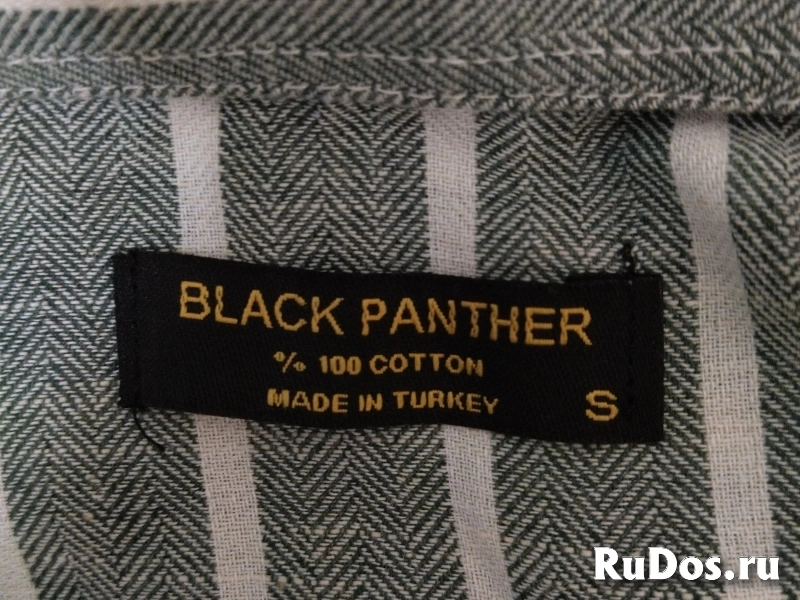 BLACK PANTHER
% 100 COTTON
MADE IN TURKEY S
RuDos.ru